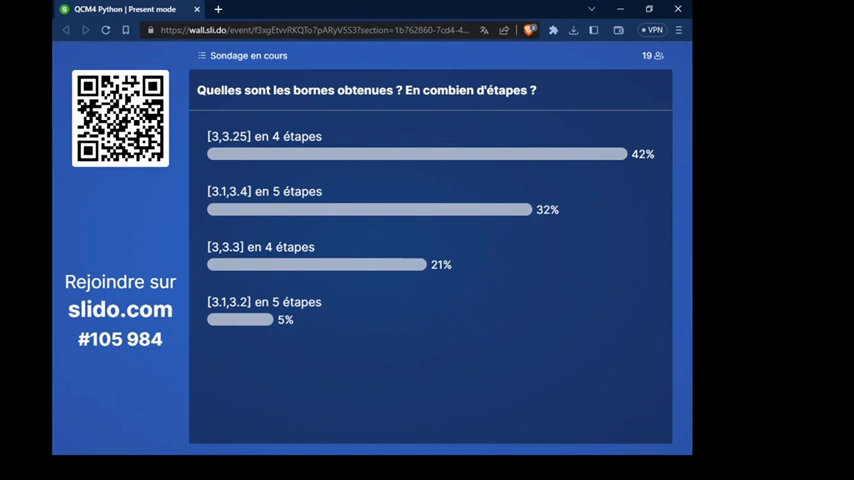 QCM4 Python | Present mode
https://wall.sli.do/event/f3xgEtvvRKQTo7pARyV5S3?section=1b762860-7cd4-4...
VPN
Sondage en cours
19
Quelles sont les bornes obtenues ? En combien d'étapes ?
[3,3.25] en 4 étapes
42%
[3.1,3.4] en 5 étapes
32%
[3,3.3] en 4 étapes
21%
[3.1,3.2] en 5 étapes
5%
Rejoindre sur
slido.com
#105 984